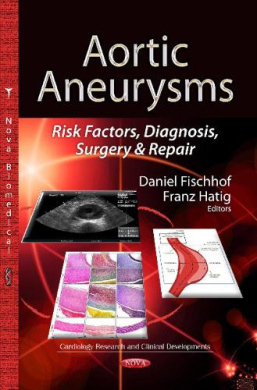 Aortic
Aneurysms
Risk Factors, Diagnosis,
Surgery & Repair
Daniel Fischhof
Franz Hatig
Editors
Nova Biomedical
Cardiology Research and Clinical Developments
NOVA